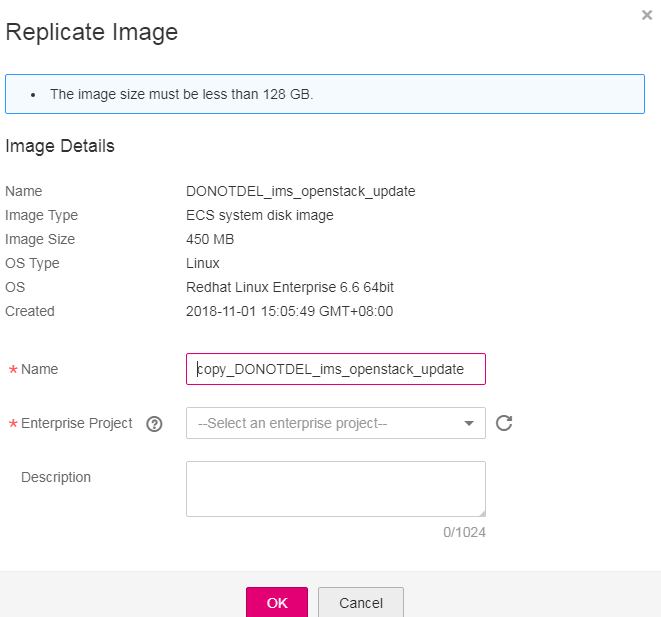 Replicate Image
• The image size must be less than 128 GB.
Image Details
Name DONOTDEL_ims_openstack_update
Image Type ECS system disk image
Image Size 450 MB
OS Type Linux
OS Redhat Linux Enterprise 6.6 64bit
Created 2018-11-01 15:05:49 GMT+08:00
* Name copy_DONOTDEL_ims_openstack_update
* Enterprise Project ? --Select an enterprise project--
Description
0/1024
OK Cancel